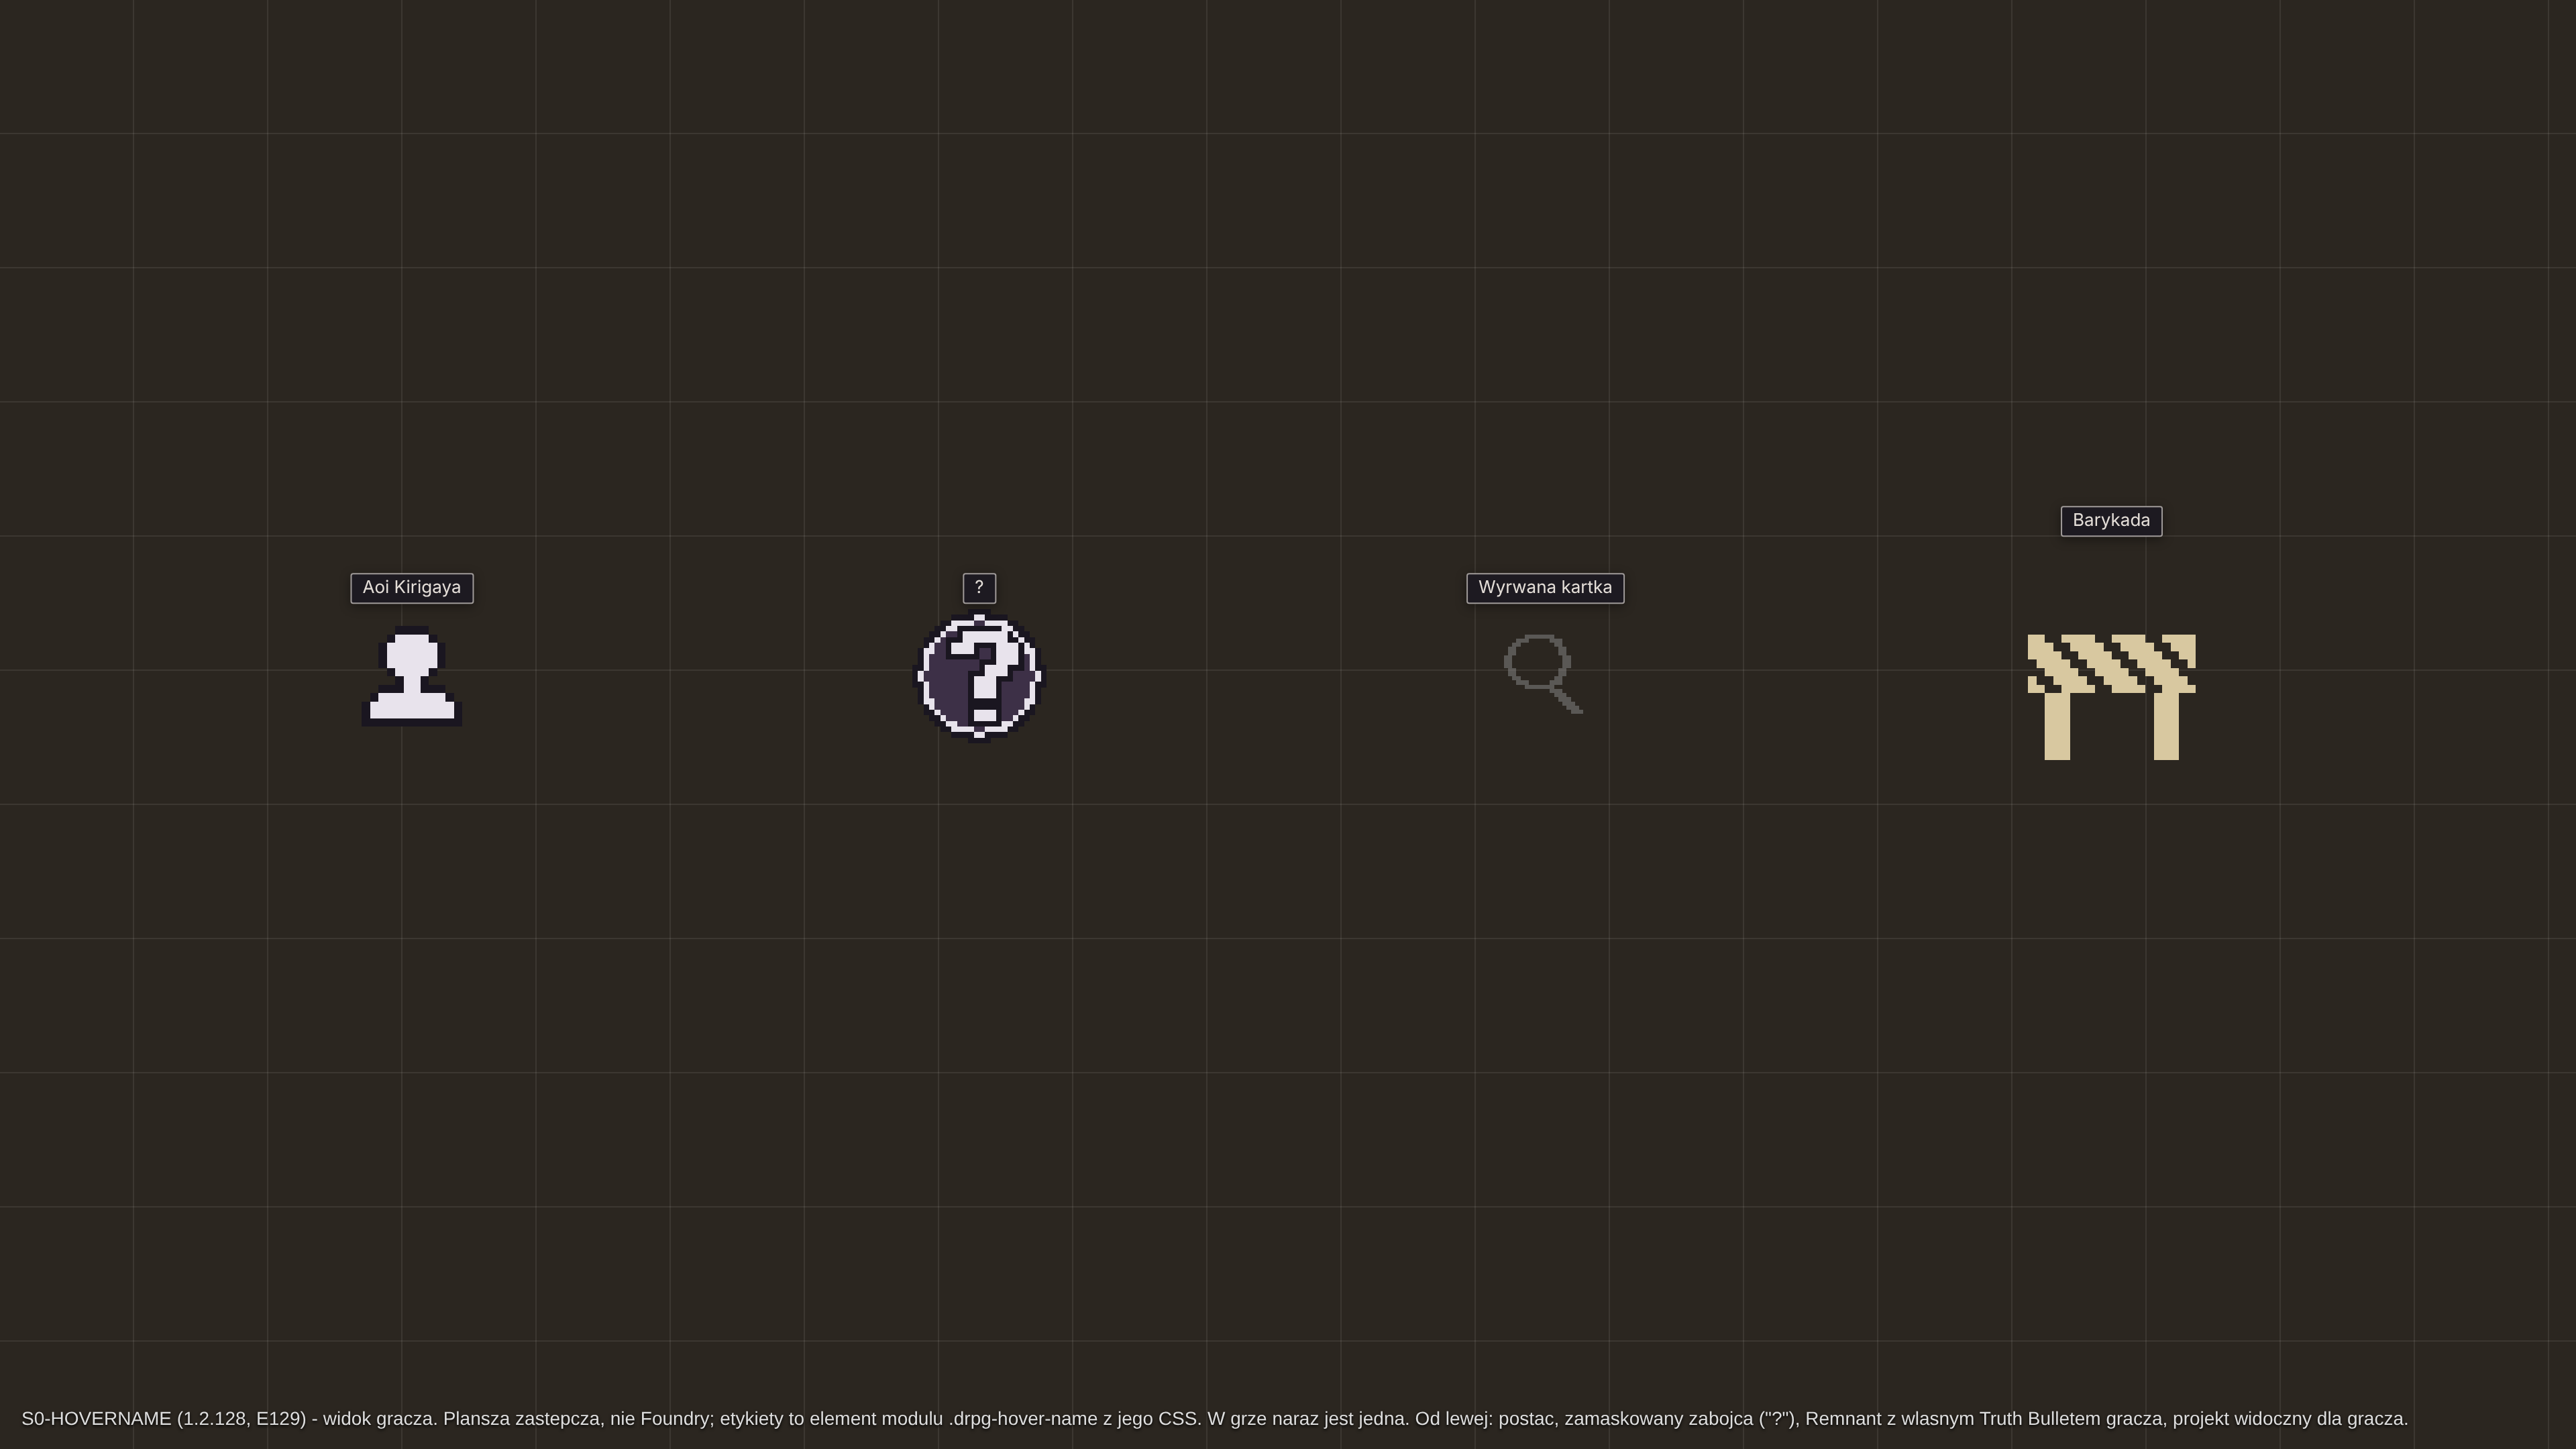 Barykada
Aoi Kirigaya
?
Wyrwana kartka
S0-HOVERNAME (1.2.128, E129) - widok gracza. Plansza zastepcza, nie Foundry; etykiety to element modulu .drpg-hover-name z jego CSS. W grze naraz jest jedna. Od lewej: postac, zamaskowany zabojca ("?"), Remnant z wlasnym Truth Bulletem gracza, projekt widoczny dla gracza.